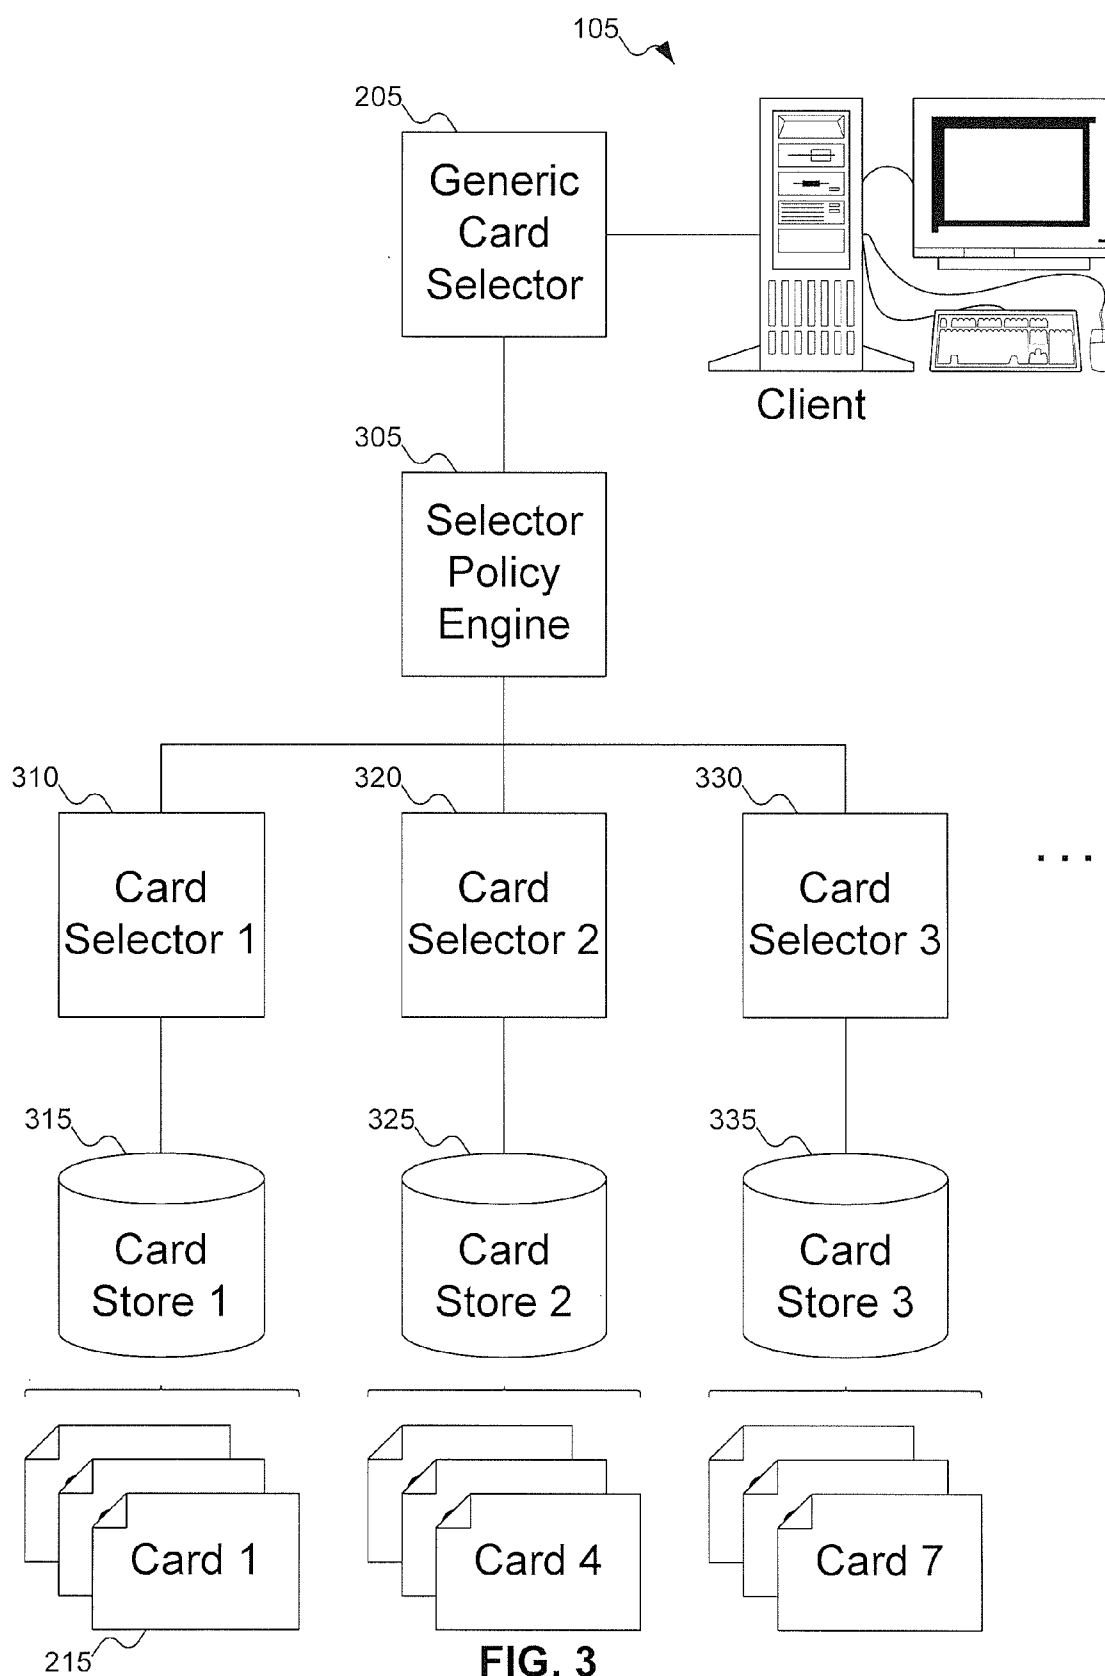 105
205
Generic
Card
Selector
Client
305
Selector
Policy
Engine
310
320
330
Card
Selector 1
Card
Selector 2
Card
Selector 3
. . .
315
325
335
Card
Store 1
Card
Store 2
Card
Store 3
Card 1
Card 4
Card 7
215
FIG. 3